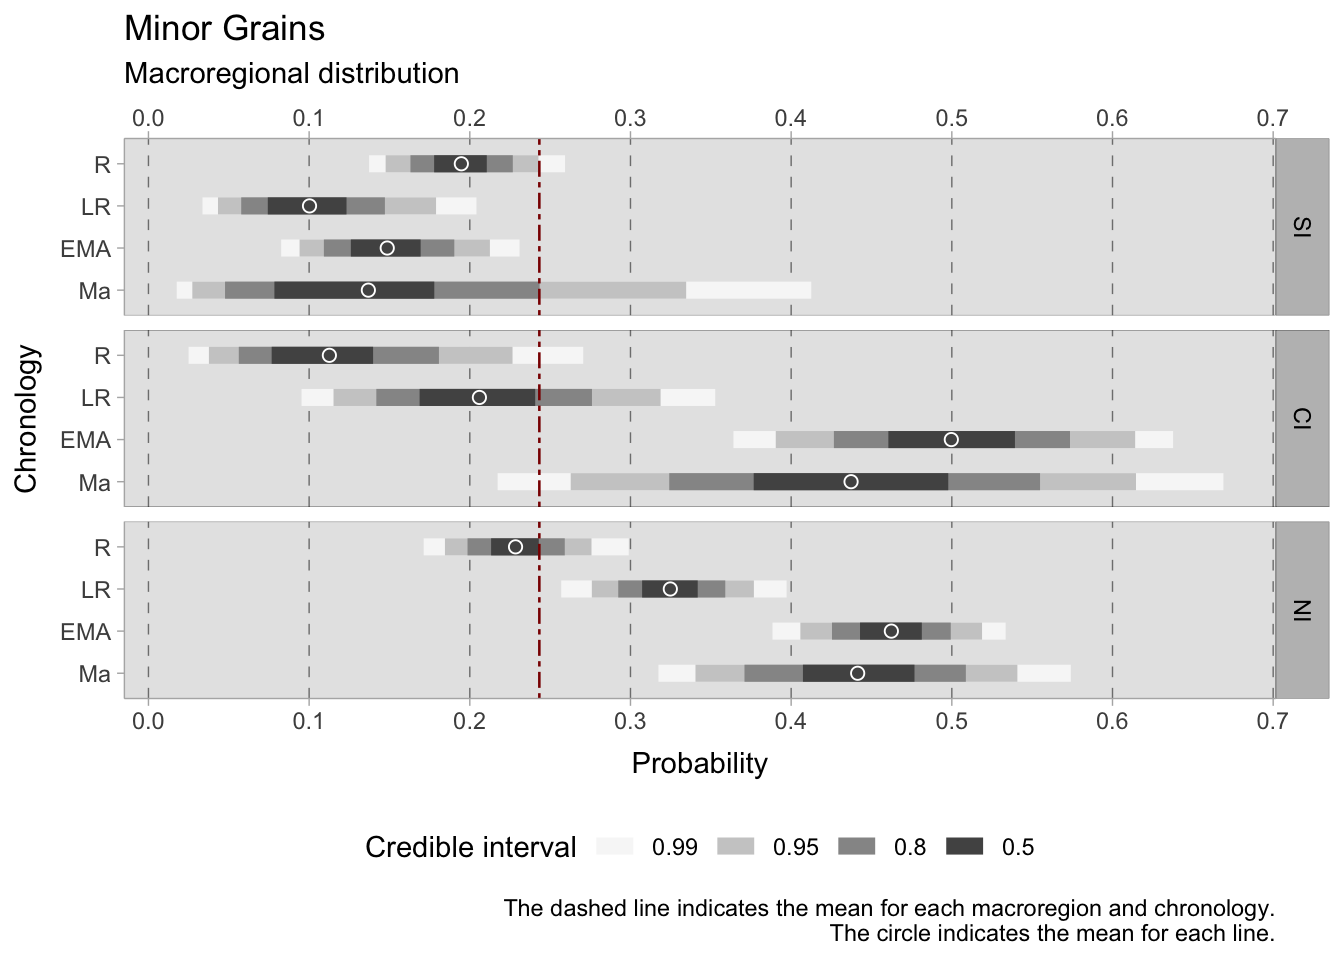 Minor Grains
Macroregional distribution
0.0 0.1 0.2 0.3 0.4 0.5 0.6 0.7
R
LR
EMA
Ma
SI
R
LR
EMA
Ma
CI
R
LR
EMA
Ma
NI
Chronology
0.0 0.1 0.2 0.3 0.4 0.5 0.6 0.7
Probability
Credible interval 0.99 0.95 0.8 0.5
The dashed line indicates the mean for each macroregion and chronology.
The circle indicates the mean for each line.